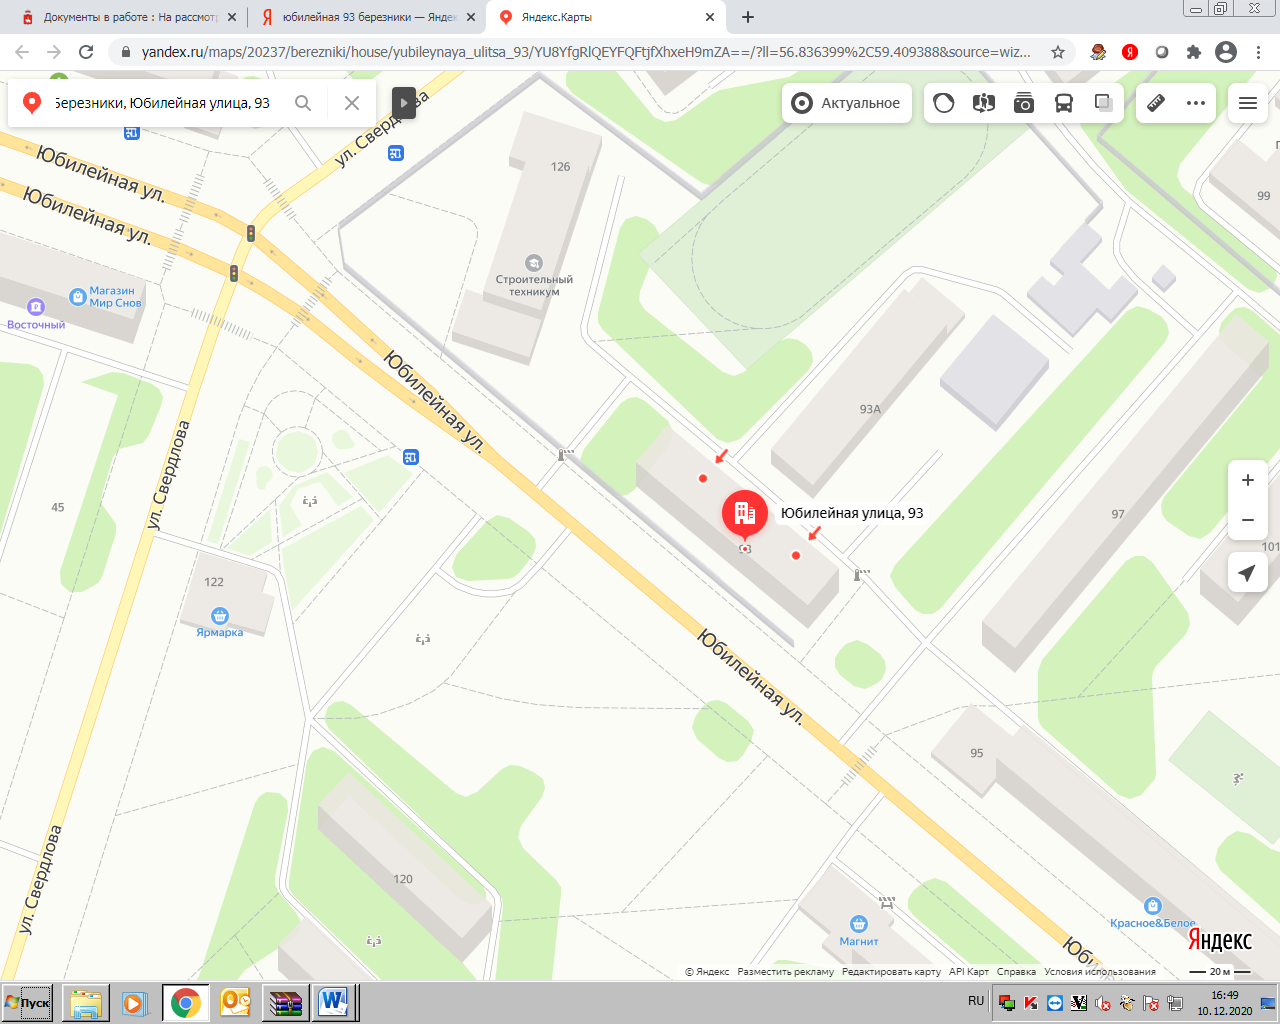 Документы в работе : На рассмотр
юбилейная 93 березники — Яндекс
Яндекс.Карты
yandex.ru/maps/20237/berezniki/house/yubileynaya_ulitsa_93/YU8YfgRlQEYFQFtjfXhxeH9mZA==/?ll=56.836399%2C59.409388&source=wiz...
Березники, Юбилейная улица, 93
Актуальное
ул. Свердлова
Юбилейная ул.
Юбилейная ул.
126
99
Строительный
техникум
Магазин
Мир Снов
Восточный
Юбилейная ул.
93А
ул. Свердлова
45
Юбилейная улица, 93
97
101
122
Ярмарка
Юбилейная ул.
95
120
ул. Свердлова
Магнит
Красное&Белое
Юби
Яндекс
© Яндекс Разместить рекламу Редактировать карту API Карт Справка Условия использования 20 м
Пуск
RU
16:49
10.12.2020